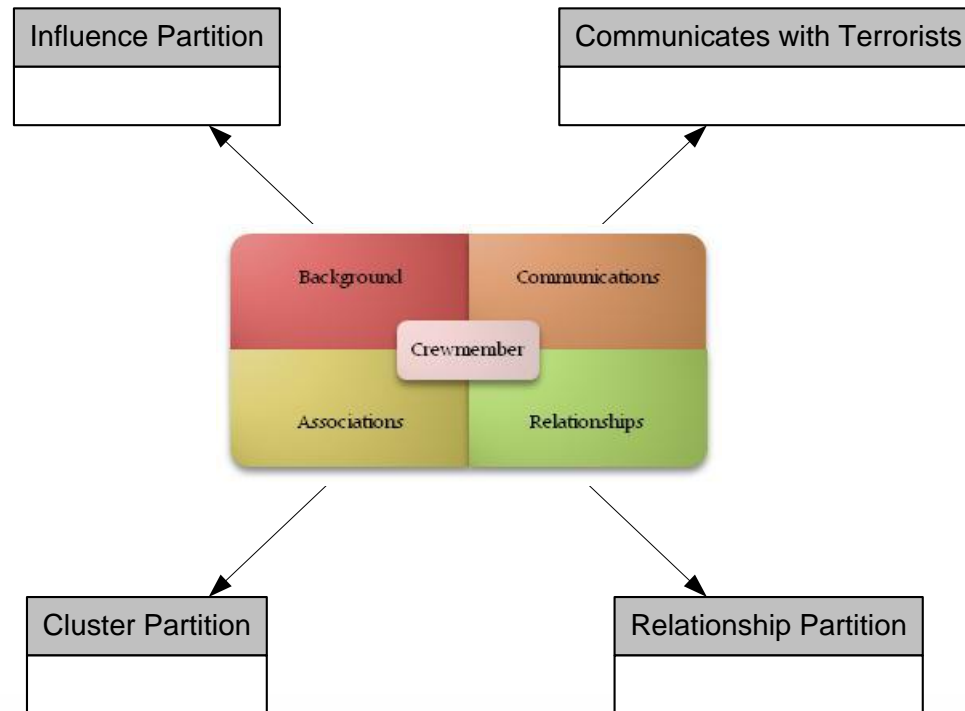 Influence Partition
Communicates with Terrorists
Background
Communications
Crewmember
Associations
Relationships
Cluster Partition
Relationship Partition